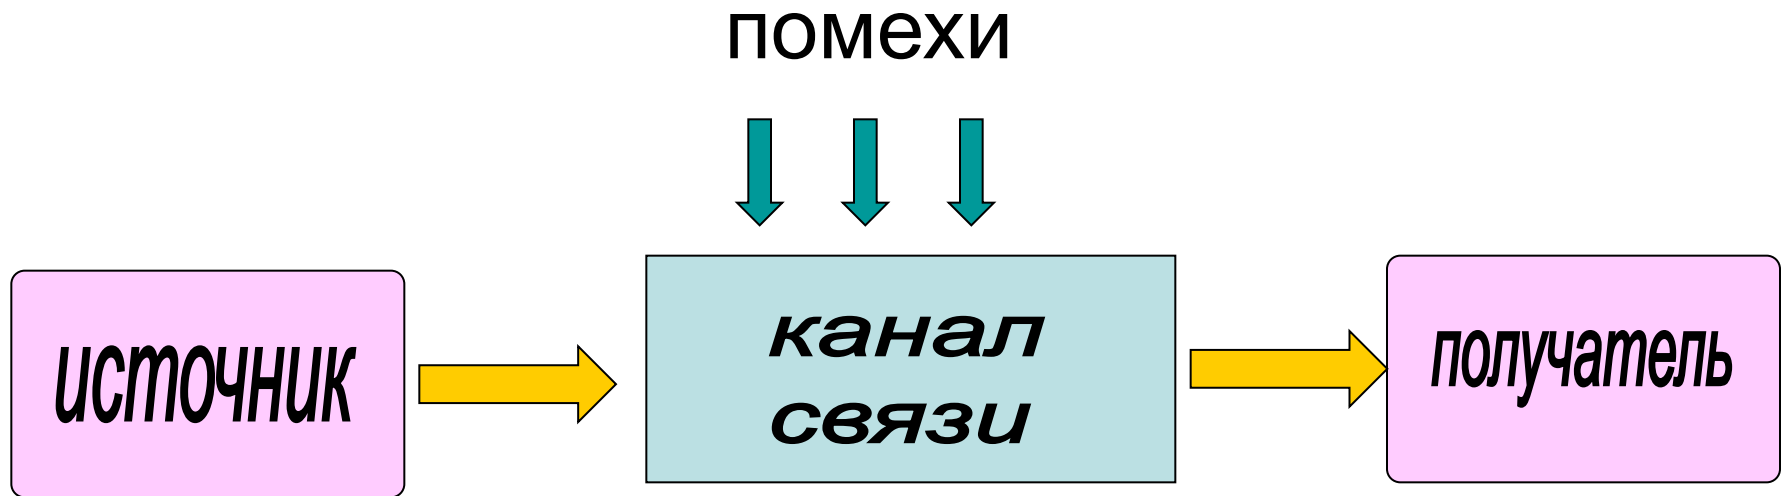 помехи
источник
канал
связи
получатель